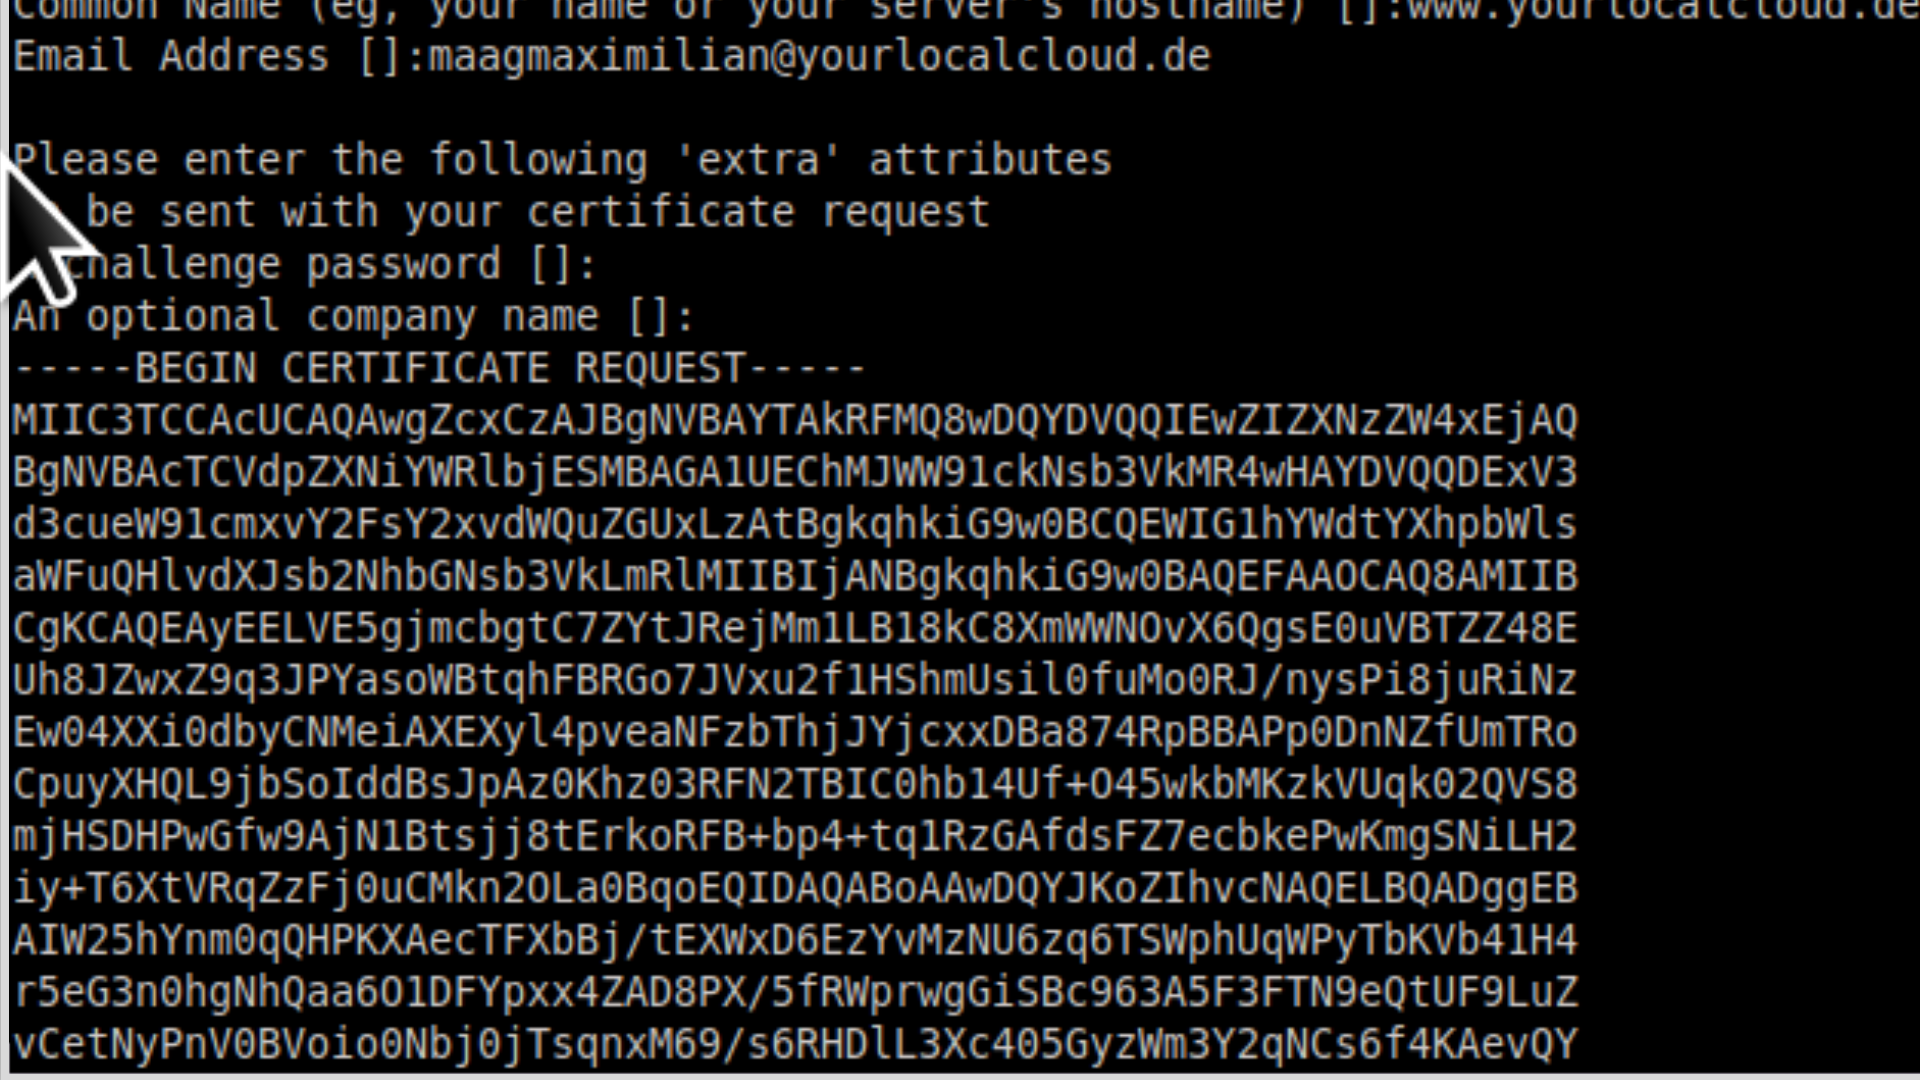 Common Name (eg, your name or your server's hostname) []:www.yourlocalcloud.de
Email Address []:maagmaximilian@yourlocalcloud.de
Please enter the following 'extra' attributes
be sent with your certificate request
challenge password []:
An optional company name []:
-----BEGIN CERTIFICATE REQUEST-----
MIIC3TCCAcUCAQAwgZcxCzAJBgNVBAYTAkRFMQ8wDQYDVQQIEwZIZXNzZW4xEjAQ
BgNVBAcTCVdpZXNiYWRlbjESMBAGA1UEChMJWW91ckNsb3VkMR4wHAYDVQQDExV3
d3cueW91cmxvY2FsY2xvdWQuZGUxLzAtBgkqhkiG9w0BCQEWIG1hYWdtYXhpbWls
aWFuQHlvdXJsb2NhbGNsb3VkLmRlMIIBIjANBgkqhkiG9w0BAQEFAAOCAQ8AMIIB
CgKCAQEAyEELVE5gjmcbgtC7ZYtJRejMm1LB18kC8XmWWNOvX6QgsE0uVBTZZ48E
Uh8JZwxZ9q3JPYasoWBtqhFBRGo7JVxu2f1HShmUsil0fuMo0RJ/nysPi8juRiNz
Ew04XXi0dbyCNMeiAXEXyl4pveaNFzbThjJYjcxxDBa874RpBBAPp0DnNZfUmTRo
CpuyXHQL9jbSoIddBsJpAz0Khz03RFN2TBIC0hb14Uf+O45wkbMKzkVUqk02QVS8
mjHSDHPwGfw9AjN1Btsjj8tErkoRFB+bp4+tq1RzGAfdsFZ7ecbkePwKmgSNiLH2
iy+T6XtVRqZzFj0uCMkn2OLa0BqoEQIDAQABoAAwDQYJKoZIhvcNAQELBQADggEB
AIW25hYnm0qQHPKXAecTFXbBj/tEXWxD6EzYvMzNU6zq6TSWphUqWPyTbKVb41H4
r5eG3n0hgNhQaa6O1DFYpxx4ZAD8PX/5fRWprwgGiSBc963A5F3FTN9eQtUF9LuZ
vCetNyPnV0BVoio0Nbj0jTsqnxM69/s6RHDlL3Xc405GyzWm3Y2qNCs6f4KAevQY